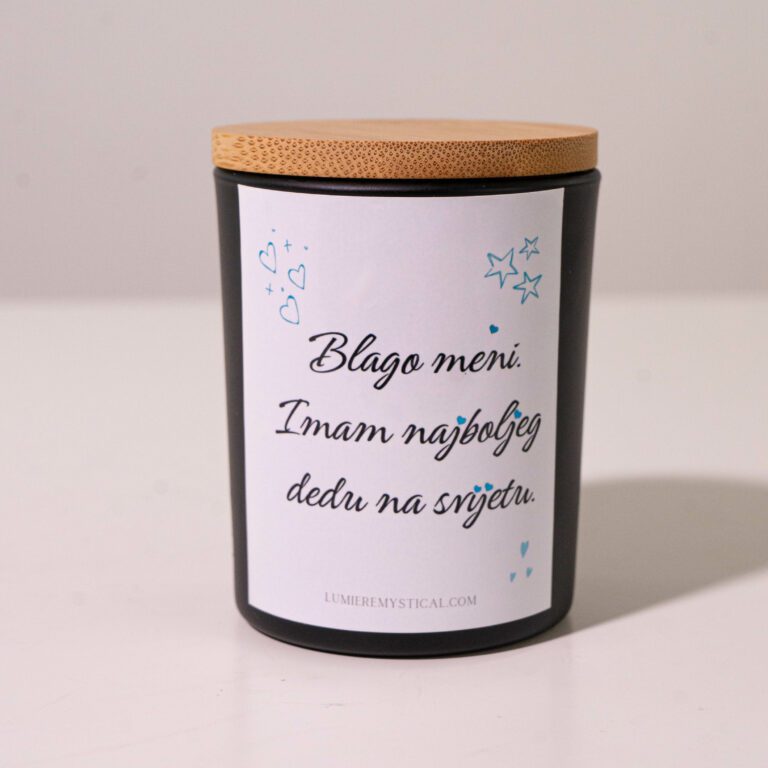 Blago meni.
Imam najboljeg
dedu na svijetu.
LUMIEREMYSTICAL.COM